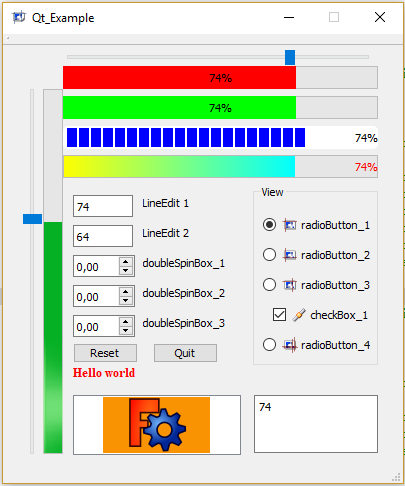 Qt_Example
74%
74%
74%
74%
View
74 LineEdit 1
radioButton_1
64 LineEdit 2
radioButton_2
0,00 doubleSpinBox_1
radioButton_3
0,00 doubleSpinBox_2
checkBox_1
0,00 doubleSpinBox_3
radioButton_4
Reset Quit
Hello world
74